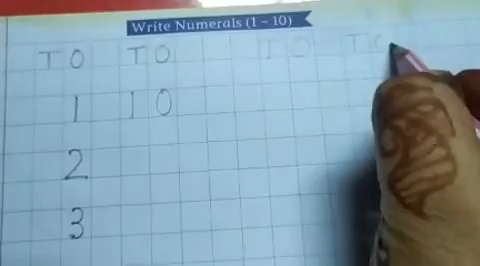 Write Numerals (1 – 10)
T O T O T O T O
1 1 0
2
3